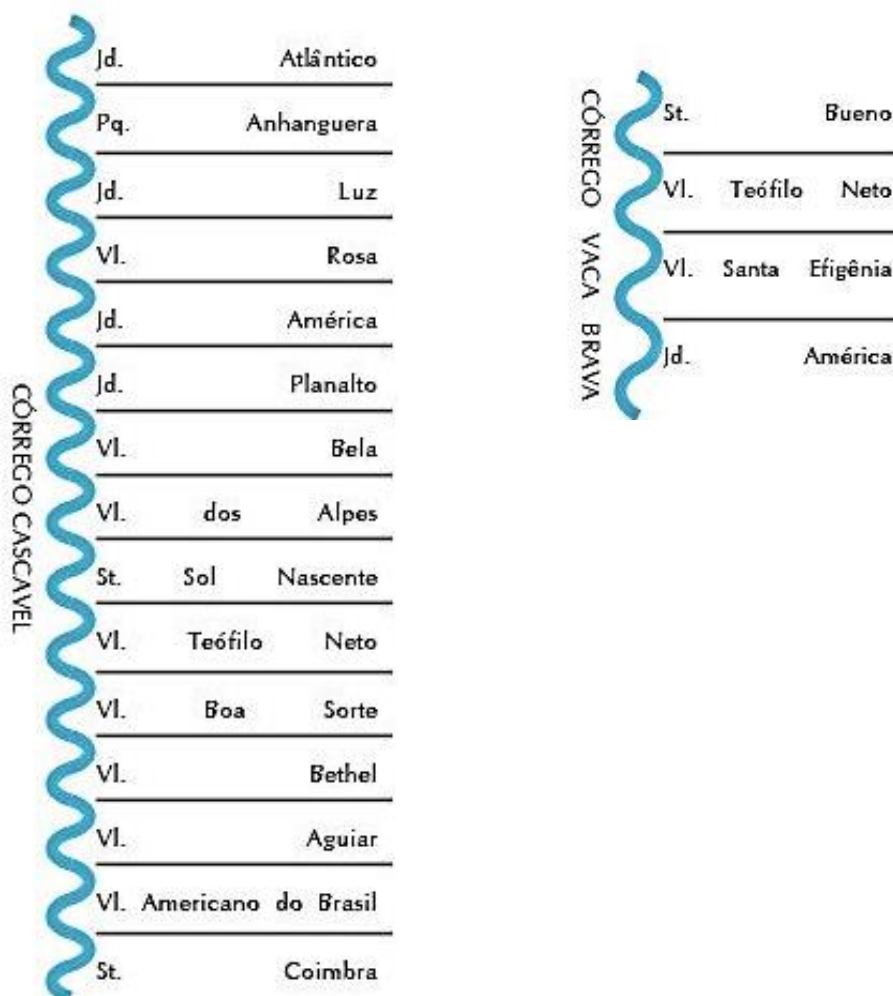 CÓRREGO CASCAVEL
Jd. Atlântico
Pq. Anhanguera
Jd. Luz
Vl. Rosa
Jd. América
Jd. Planalto
Vl. Bela
Vl. dos Alpes
St. Sol Nascente
Vl. Teófilo Neto
Vl. Boa Sorte
Vl. Bethel
Vl. Aguiar
Vl. Americano do Brasil
St. Coimbra
CÓRREGO VACA BRAVA
St. Bueno
Vl. Teófilo Neto
Vl. Santa Efigênia
Jd. América